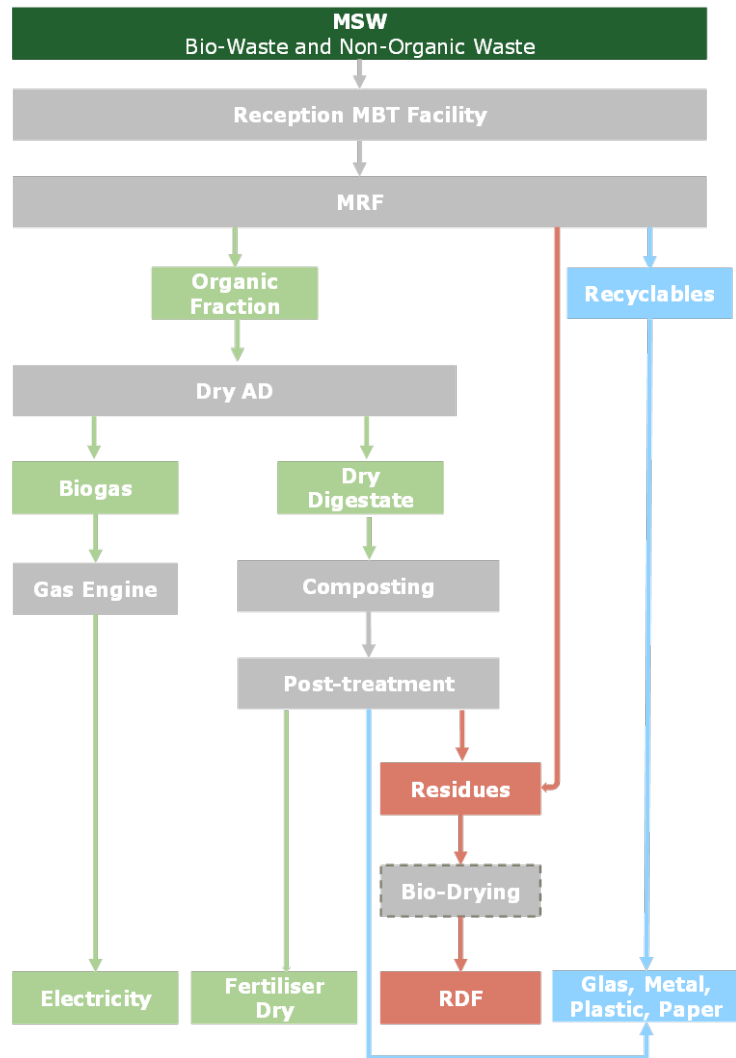 MSW
Bio-Waste and Non-Organic Waste
Reception MBT Facility
MRF
Organic
Fraction
Recyclables
Dry AD
Biogas
Dry
Digestate
Gas Engine
Composting
Post-treatment
Residues
Bio-Drying
Electricity
Fertiliser
Dry
RDF
Glas, Metal,
Plastic, Paper